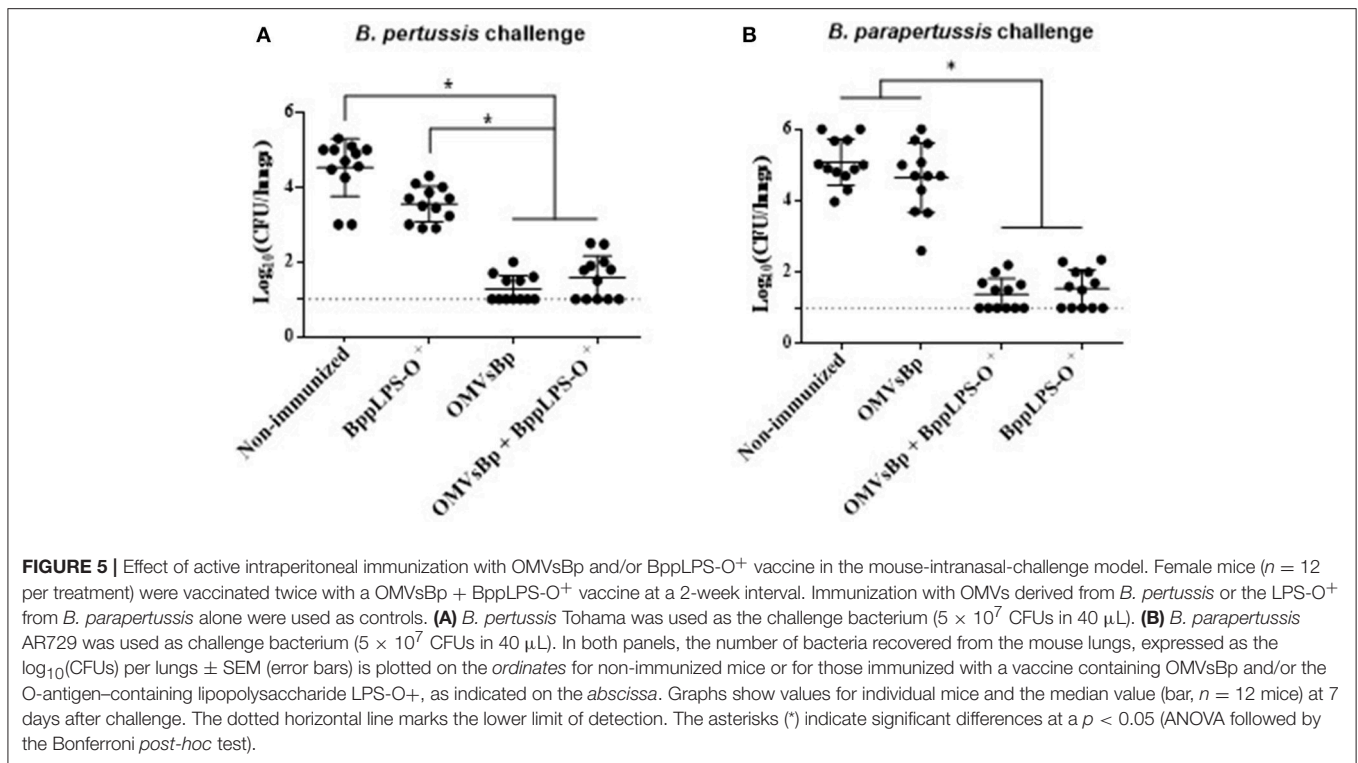 A
B. pertussis challenge
*
*
Log10(CFU/lungs)
6
4
2
0
Non-immunized
BppLPS-O⁺
OMVsBp
OMVsBp + BppLPS-O⁺
B
B. parapertussis challenge
*
Log10(CFU/lungs)
6
4
2
0
Non-immunized
OMVsBp
OMVsBp + BppLPS-O⁺
BppLPS-O⁺
FIGURE 5 | Effect of active intraperitoneal immunization with OMVsBp and/or BppLPS-O⁺ vaccine in the mouse-intranasal-challenge model. Female mice (n = 12
per treatment) were vaccinated twice with a OMVsBp + BppLPS-O⁺ vaccine at a 2-week interval. Immunization with OMVs derived from B. pertussis or the LPS-O⁺
from B. parapertussis alone were used as controls. (A) B. pertussis Tohama was used as the challenge bacterium (5 × 10⁷ CFUs in 40 μL). (B) B. parapertussis
AR729 was used as challenge bacterium (5 × 10⁷ CFUs in 40 μL). In both panels, the number of bacteria recovered from the mouse lungs, expressed as the
log₁₀(CFUs) per lungs ± SEM (error bars) is plotted on the ordinates for non-immunized mice or for those immunized with a vaccine containing OMVsBp and/or the
O-antigen–containing lipopolysaccharide LPS-O+, as indicated on the abscissa. Graphs show values for individual mice and the median value (bar, n = 12 mice) at 7
days after challenge. The dotted horizontal line marks the lower limit of detection. The asterisks (*) indicate significant differences at a p < 0.05 (ANOVA followed by
the Bonferroni post-hoc test).